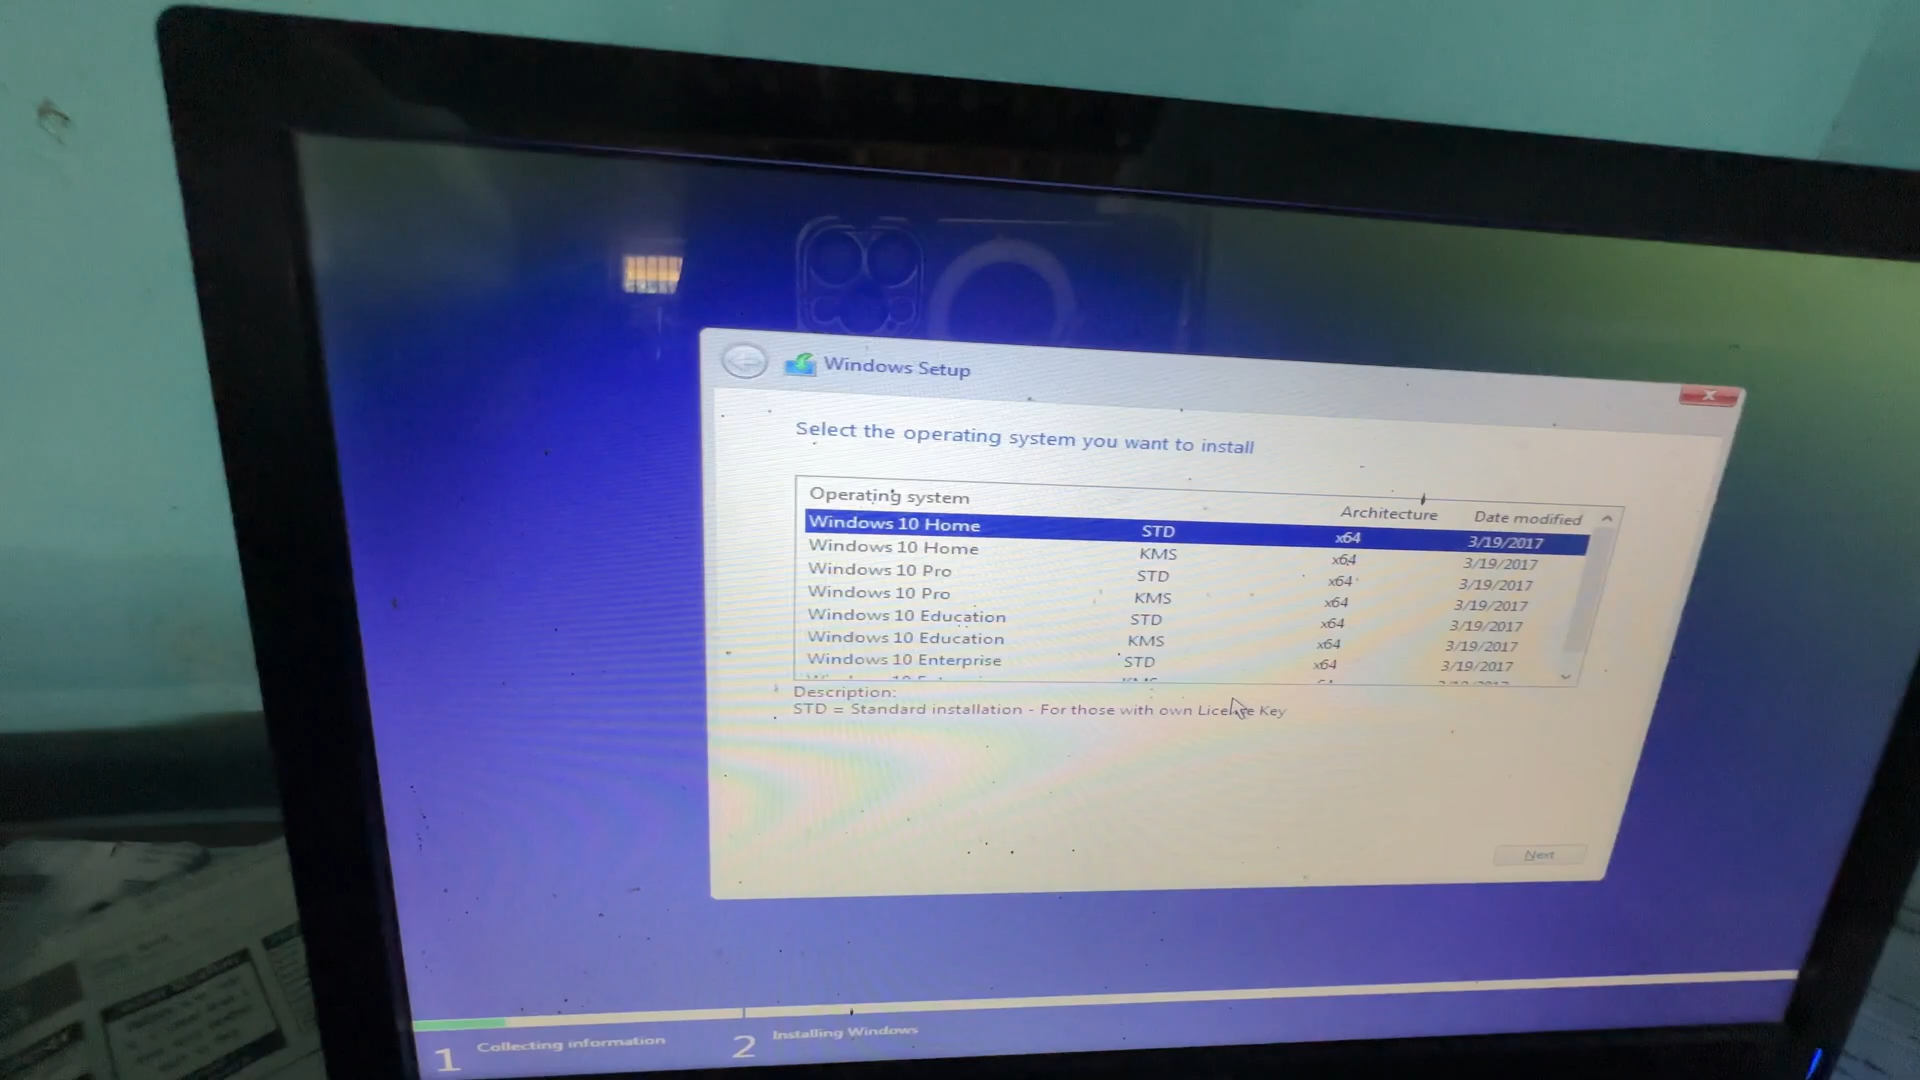 Windows Setup
Select the operating system you want to install
Operating system Architecture Date modified
Windows 10 Home STD x64 3/19/2017
Windows 10 Home KMS x64 3/19/2017
Windows 10 Pro STD x64 3/19/2017
Windows 10 Pro KMS x64 3/19/2017
Windows 10 Education STD x64 3/19/2017
Windows 10 Education KMS x64 3/19/2017
Windows 10 Enterprise STD x64 3/19/2017
Description:
STD = Standard installation - For those with own License Key
Next
1 Collecting information 2 Installing Windows